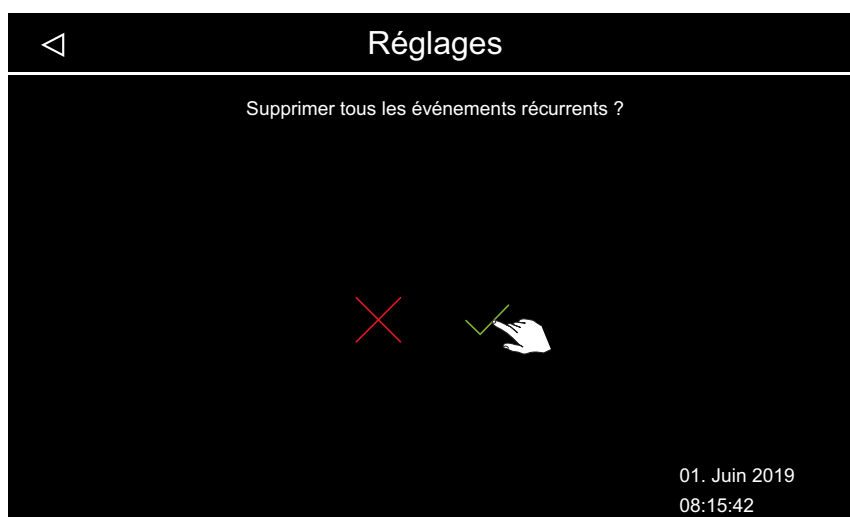 Réglages
Supprimer tous les événements récurrents ?
01. Juin 2019
08:15:42